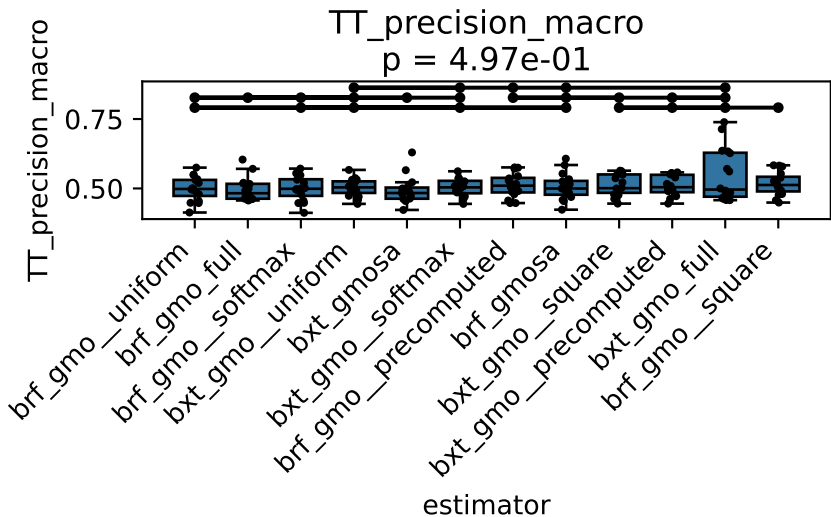 TT_precision_macro
p = 4.97e-01
TT_precision_macro
0.75
0.50
brf_gmo__uniform
brf_gmo_full
brf_gmo__softmax
bxt_gmo__uniform
bxt_gmosa
bxt_gmo__softmax
brf_gmo__precomputed
brf_gmosa
bxt_gmo__square
bxt_gmo__precomputed
bxt_gmo_full
brf_gmo__square
estimator